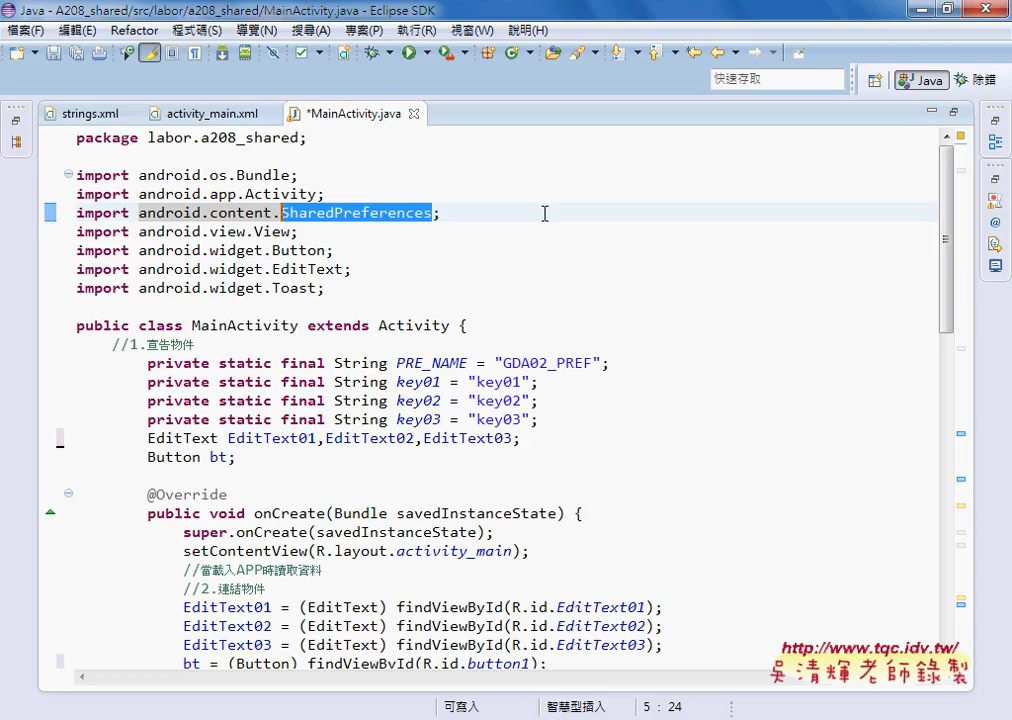 Java - A208_shared/src/labor/a208_shared/MainActivity.java - Eclipse SDK
檔案(F) 編輯(E) Refactor 程式碼(S) 導覽(N) 搜尋(A) 專案(P) 執行(R) 視窗(W) 說明(H)
快速存取 Java 除錯
strings.xml activity_main.xml *MainActivity.java
package labor.a208_shared;
import android.os.Bundle;
import android.app.Activity;
import android.content.SharedPreferences;
import android.view.View;
import android.widget.Button;
import android.widget.EditText;
import android.widget.Toast;
public class MainActivity extends Activity {
//1.宣告物件
private static final String PRE_NAME = "GDA02_PREF";
private static final String key01 = "key01";
private static final String key02 = "key02";
private static final String key03 = "key03";
EditText EditText01,EditText02,EditText03;
Button bt;
@Override
public void onCreate(Bundle savedInstanceState) {
super.onCreate(savedInstanceState);
setContentView(R.layout.activity_main);
//當載入APP時讀取資料
//2.連結物件
EditText01 = (EditText) findViewById(R.id.EditText01);
EditText02 = (EditText) findViewById(R.id.EditText02);
EditText03 = (EditText) findViewById(R.id.EditText03);
bt = (Button) findViewById(R.id.button1);
http://www.tqc.idv.tw/
吳清輝老師錄製
可寫入 智慧型插入 5 : 24